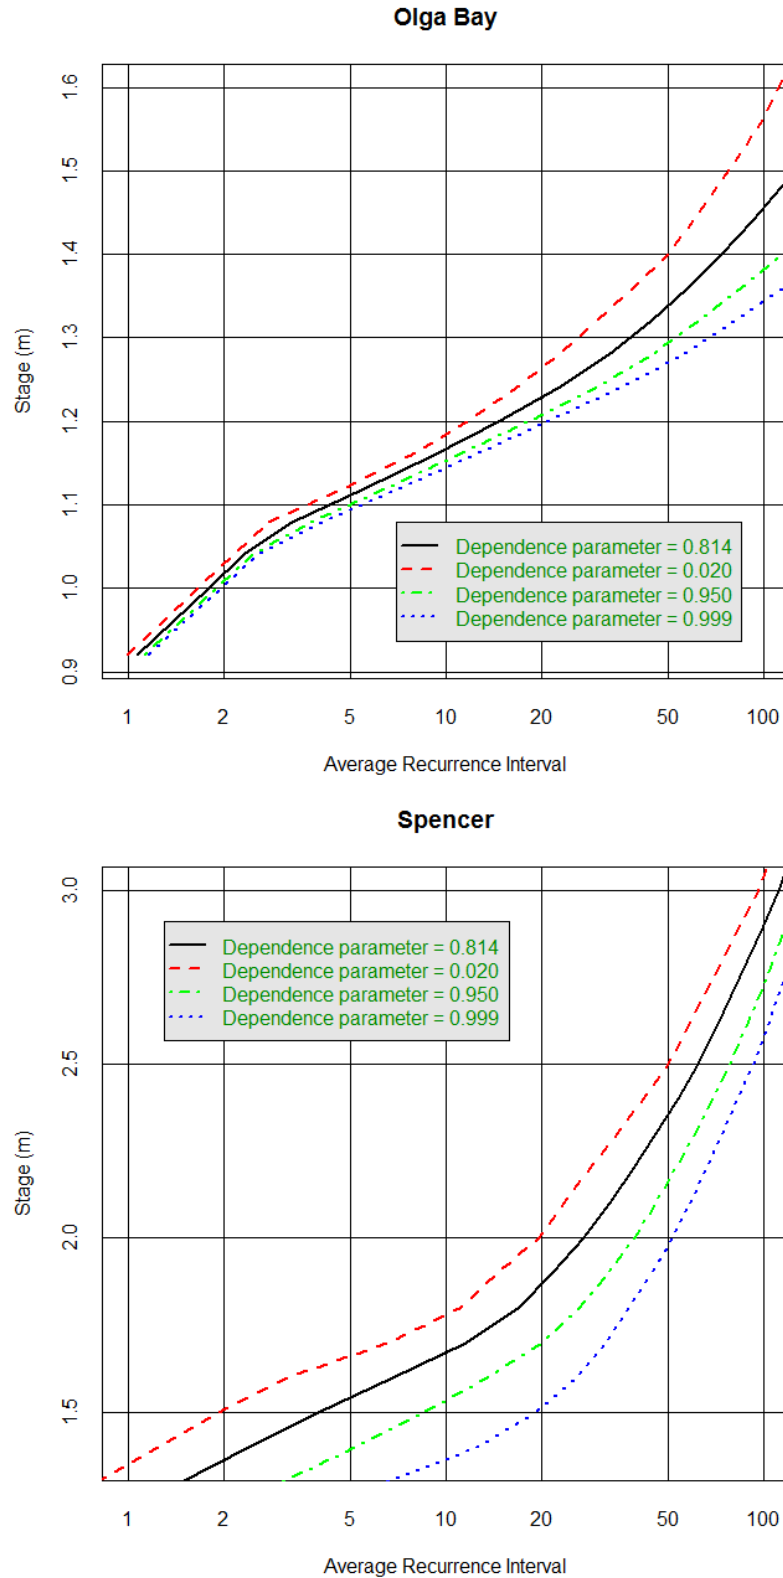 Olga Bay
1.6
1.5
1.4
1.3
1.2
1.1
1.0
0.9
Stage (m)
Dependence parameter = 0.814
Dependence parameter = 0.020
Dependence parameter = 0.950
Dependence parameter = 0.999
1 2 5 10 20 50 100
Average Recurrence Interval
Spencer
3.0
2.5
2.0
1.5
Stage (m)
Dependence parameter = 0.814
Dependence parameter = 0.020
Dependence parameter = 0.950
Dependence parameter = 0.999
1 2 5 10 20 50 100
Average Recurrence Interval